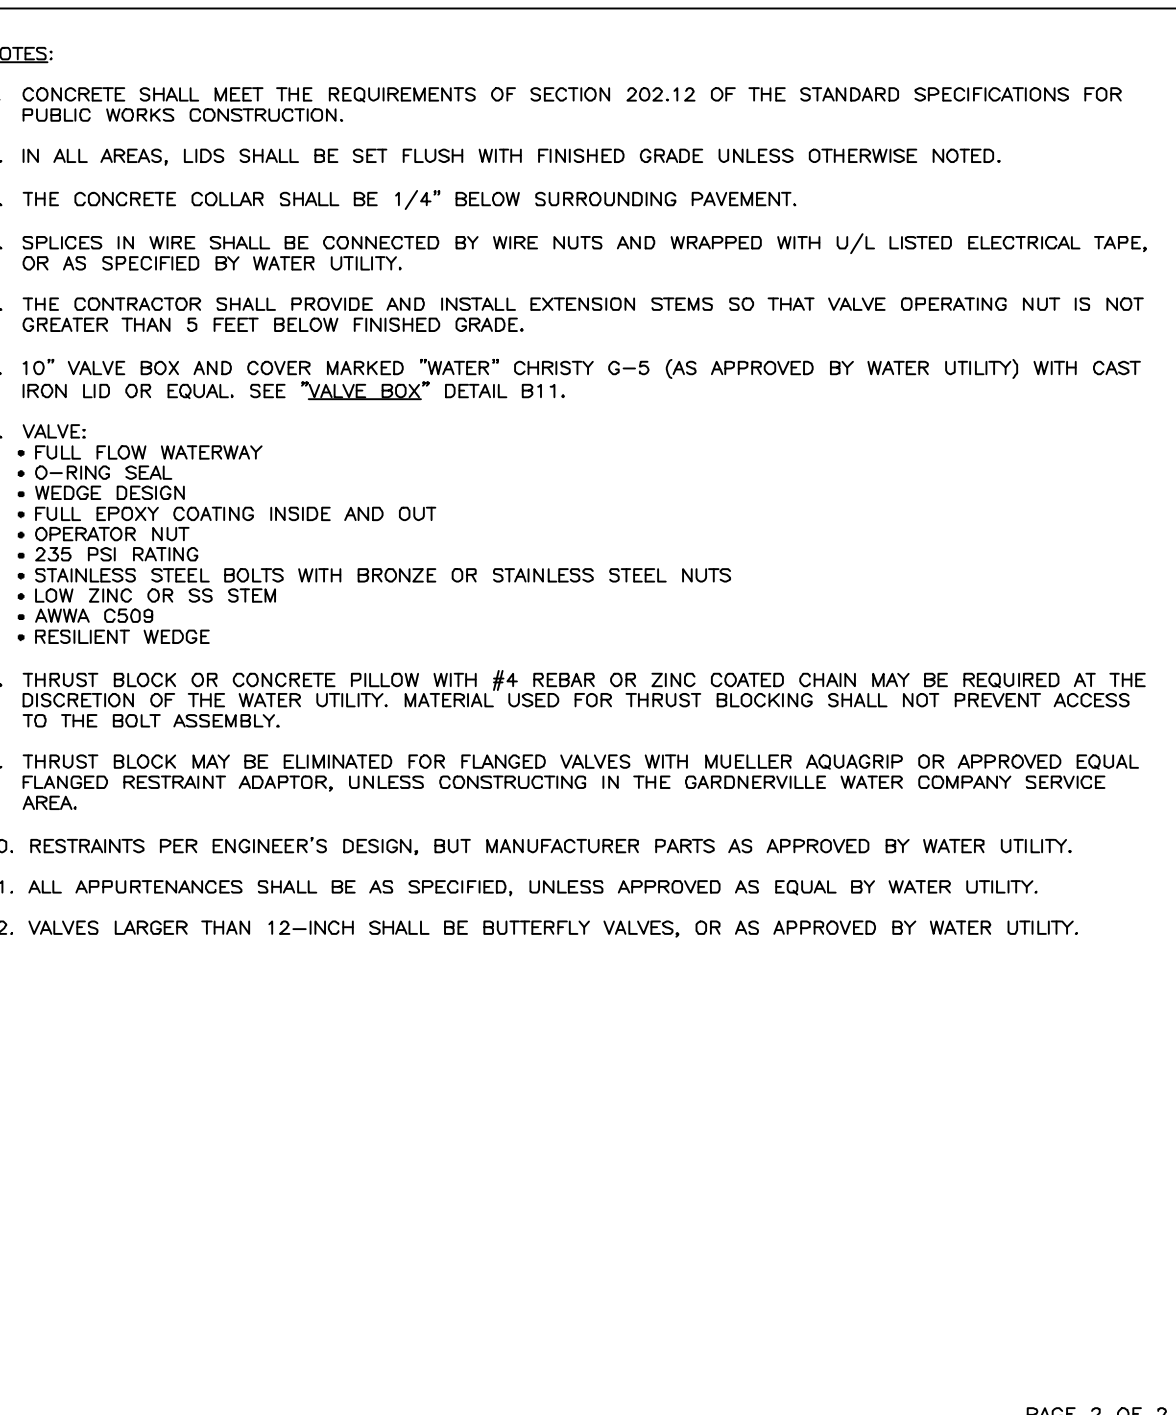 OTES:
. CONCRETE SHALL MEET THE REQUIREMENTS OF SECTION 202.12 OF THE STANDARD SPECIFICATIONS FOR
PUBLIC WORKS CONSTRUCTION.
. IN ALL AREAS, LIDS SHALL BE SET FLUSH WITH FINISHED GRADE UNLESS OTHERWISE NOTED.
. THE CONCRETE COLLAR SHALL BE 1/4" BELOW SURROUNDING PAVEMENT.
. SPLICES IN WIRE SHALL BE CONNECTED BY WIRE NUTS AND WRAPPED WITH U/L LISTED ELECTRICAL TAPE,
OR AS SPECIFIED BY WATER UTILITY.
. THE CONTRACTOR SHALL PROVIDE AND INSTALL EXTENSION STEMS SO THAT VALVE OPERATING NUT IS NOT
GREATER THAN 5 FEET BELOW FINISHED GRADE.
. 10" VALVE BOX AND COVER MARKED "WATER" CHRISTY G-5 (AS APPROVED BY WATER UTILITY) WITH CAST
IRON LID OR EQUAL. SEE "VALVE BOX" DETAIL B11.
. VALVE:
• FULL FLOW WATERWAY
• O-RING SEAL
• WEDGE DESIGN
• FULL EPOXY COATING INSIDE AND OUT
• OPERATOR NUT
• 235 PSI RATING
• STAINLESS STEEL BOLTS WITH BRONZE OR STAINLESS STEEL NUTS
• LOW ZINC OR SS STEM
• AWWA C509
• RESILIENT WEDGE
. THRUST BLOCK OR CONCRETE PILLOW WITH #4 REBAR OR ZINC COATED CHAIN MAY BE REQUIRED AT THE
DISCRETION OF THE WATER UTILITY. MATERIAL USED FOR THRUST BLOCKING SHALL NOT PREVENT ACCESS
TO THE BOLT ASSEMBLY.
. THRUST BLOCK MAY BE ELIMINATED FOR FLANGED VALVES WITH MUELLER AQUAGRIP OR APPROVED EQUAL
FLANGED RESTRAINT ADAPTOR, UNLESS CONSTRUCTING IN THE GARDNERVILLE WATER COMPANY SERVICE
AREA.
0. RESTRAINTS PER ENGINEER'S DESIGN, BUT MANUFACTURER PARTS AS APPROVED BY WATER UTILITY.
1. ALL APPURTENANCES SHALL BE AS SPECIFIED, UNLESS APPROVED AS EQUAL BY WATER UTILITY.
2. VALVES LARGER THAN 12-INCH SHALL BE BUTTERFLY VALVES, OR AS APPROVED BY WATER UTILITY.
PAGE 2 OF 2